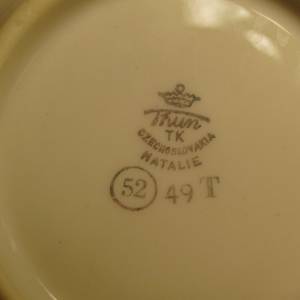 Thun
TK
CZECHOSLOVAKIA
NATALIE
52 49 T